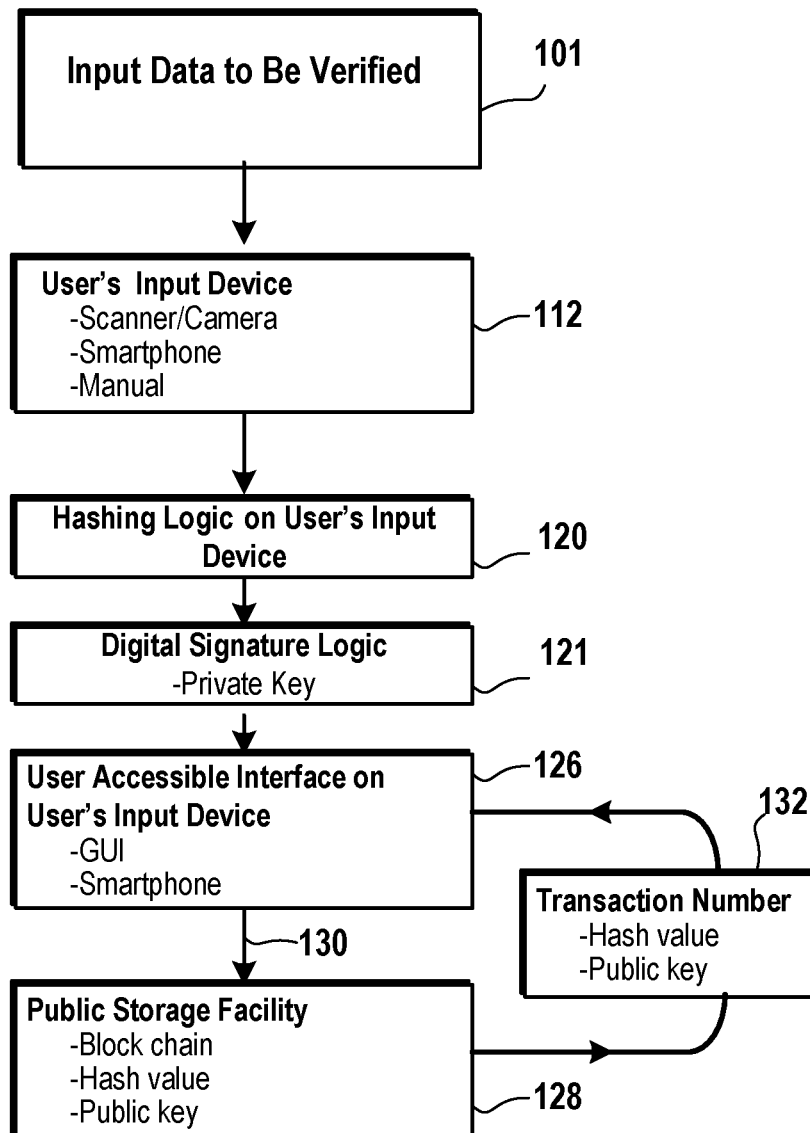 Input Data to Be Verified
101
User's Input Device
-Scanner/Camera
-Smartphone
-Manual
112
Hashing Logic on User's Input
Device
120
Digital Signature Logic
-Private Key
121
User Accessible Interface on
User's Input Device
-GUI
-Smartphone
126
132
Transaction Number
-Hash value
-Public key
130
Public Storage Facility
-Block chain
-Hash value
-Public key
128